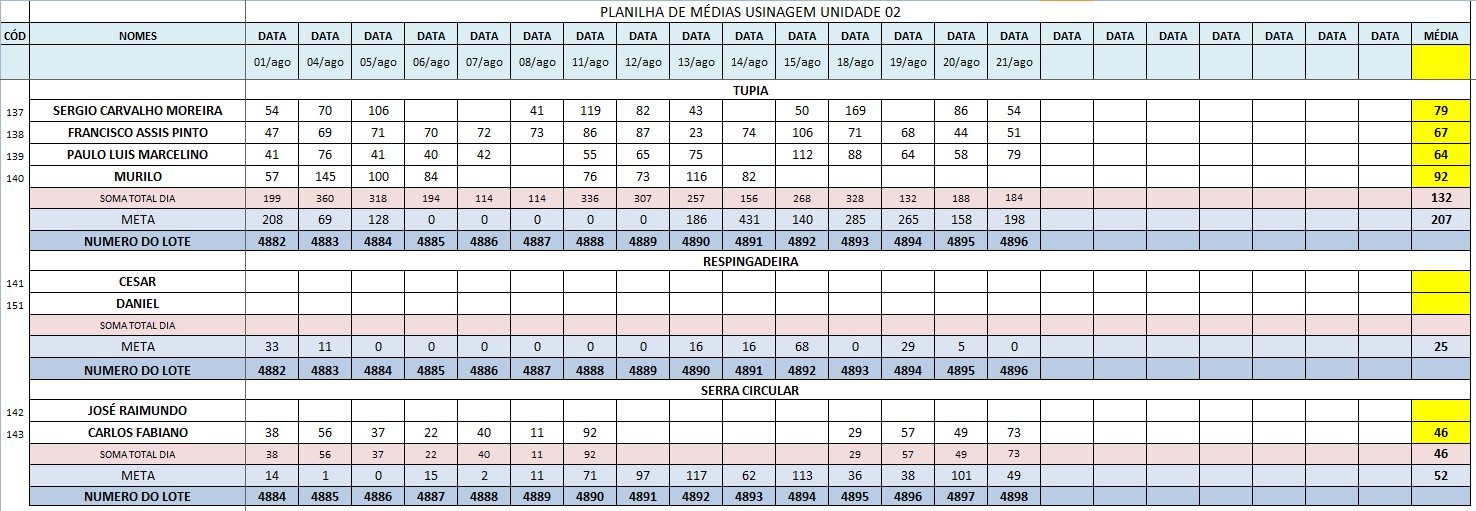 PLANILHA DE MÉDIAS USINAGEM UNIDADE 02
CÓD NOMES DATA DATA DATA DATA DATA DATA DATA DATA DATA DATA DATA DATA DATA DATA DATA DATA DATA DATA DATA DATA DATA DATA MÉDIA
01/ago 04/ago 05/ago 06/ago 07/ago 08/ago 11/ago 12/ago 13/ago 14/ago 15/ago 18/ago 19/ago 20/ago 21/ago
TUPIA
137 SERGIO CARVALHO MOREIRA 54 70 106 41 119 82 43 50 169 86 54 79
138 FRANCISCO ASSIS PINTO 47 69 71 70 72 73 86 87 23 74 106 71 68 44 51 67
139 PAULO LUIS MARCELINO 41 76 41 40 42 55 65 75 112 88 64 58 79 64
140 MURILO 57 145 100 84 76 73 116 82 92
SOMA TOTAL DIA 199 360 318 194 114 114 336 307 257 156 268 328 132 188 184 132
META 208 69 128 0 0 0 0 0 186 431 140 285 265 158 198 207
NUMERO DO LOTE 4882 4883 4884 4885 4886 4887 4888 4889 4890 4891 4892 4893 4894 4895 4896
RESPINGADEIRA
141 CESAR
151 DANIEL
SOMA TOTAL DIA
META 33 11 0 0 0 0 0 0 16 16 68 0 29 5 0 25
NUMERO DO LOTE 4882 4883 4884 4885 4886 4887 4888 4889 4890 4891 4892 4893 4894 4895 4896
SERRA CIRCULAR
142 JOSÉ RAIMUNDO
143 CARLOS FABIANO 38 56 37 22 40 11 92 29 57 49 73 46
SOMA TOTAL DIA 38 56 37 22 40 11 92 29 57 49 73 46
META 14 1 0 15 2 11 71 97 117 62 113 36 38 101 49 52
NUMERO DO LOTE 4884 4885 4886 4887 4888 4889 4890 4891 4892 4893 4894 4895 4896 4897 4898